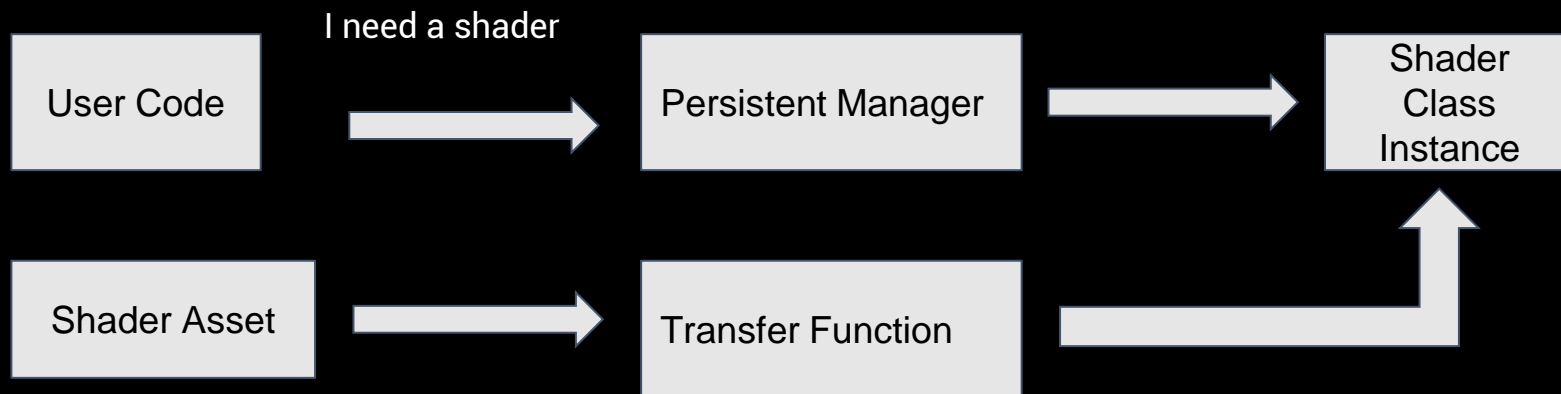 I need a shader
User Code
Persistent Manager
Shader
Class
Instance
Shader Asset
Transfer Function